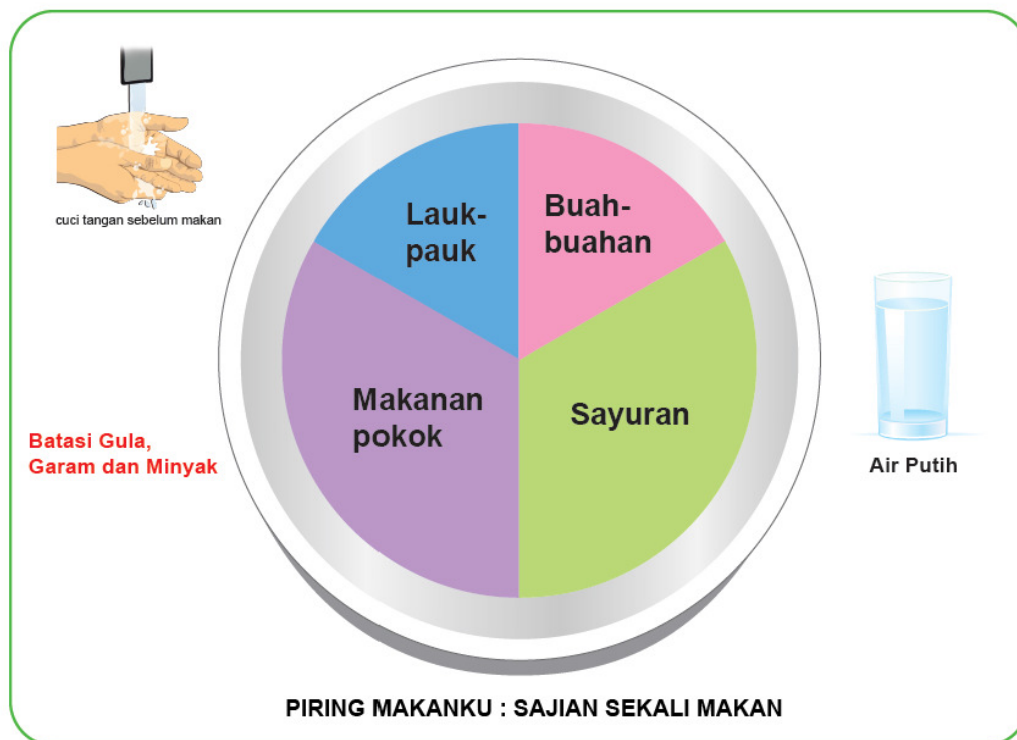 cuci tangan sebelum makan
Lauk-
pauk
Buah-
buahan
Makanan
pokok
Sayuran
Batasi Gula,
Garam dan Minyak
Air Putih
PIRING MAKANKU : SAJIAN SEKALI MAKAN